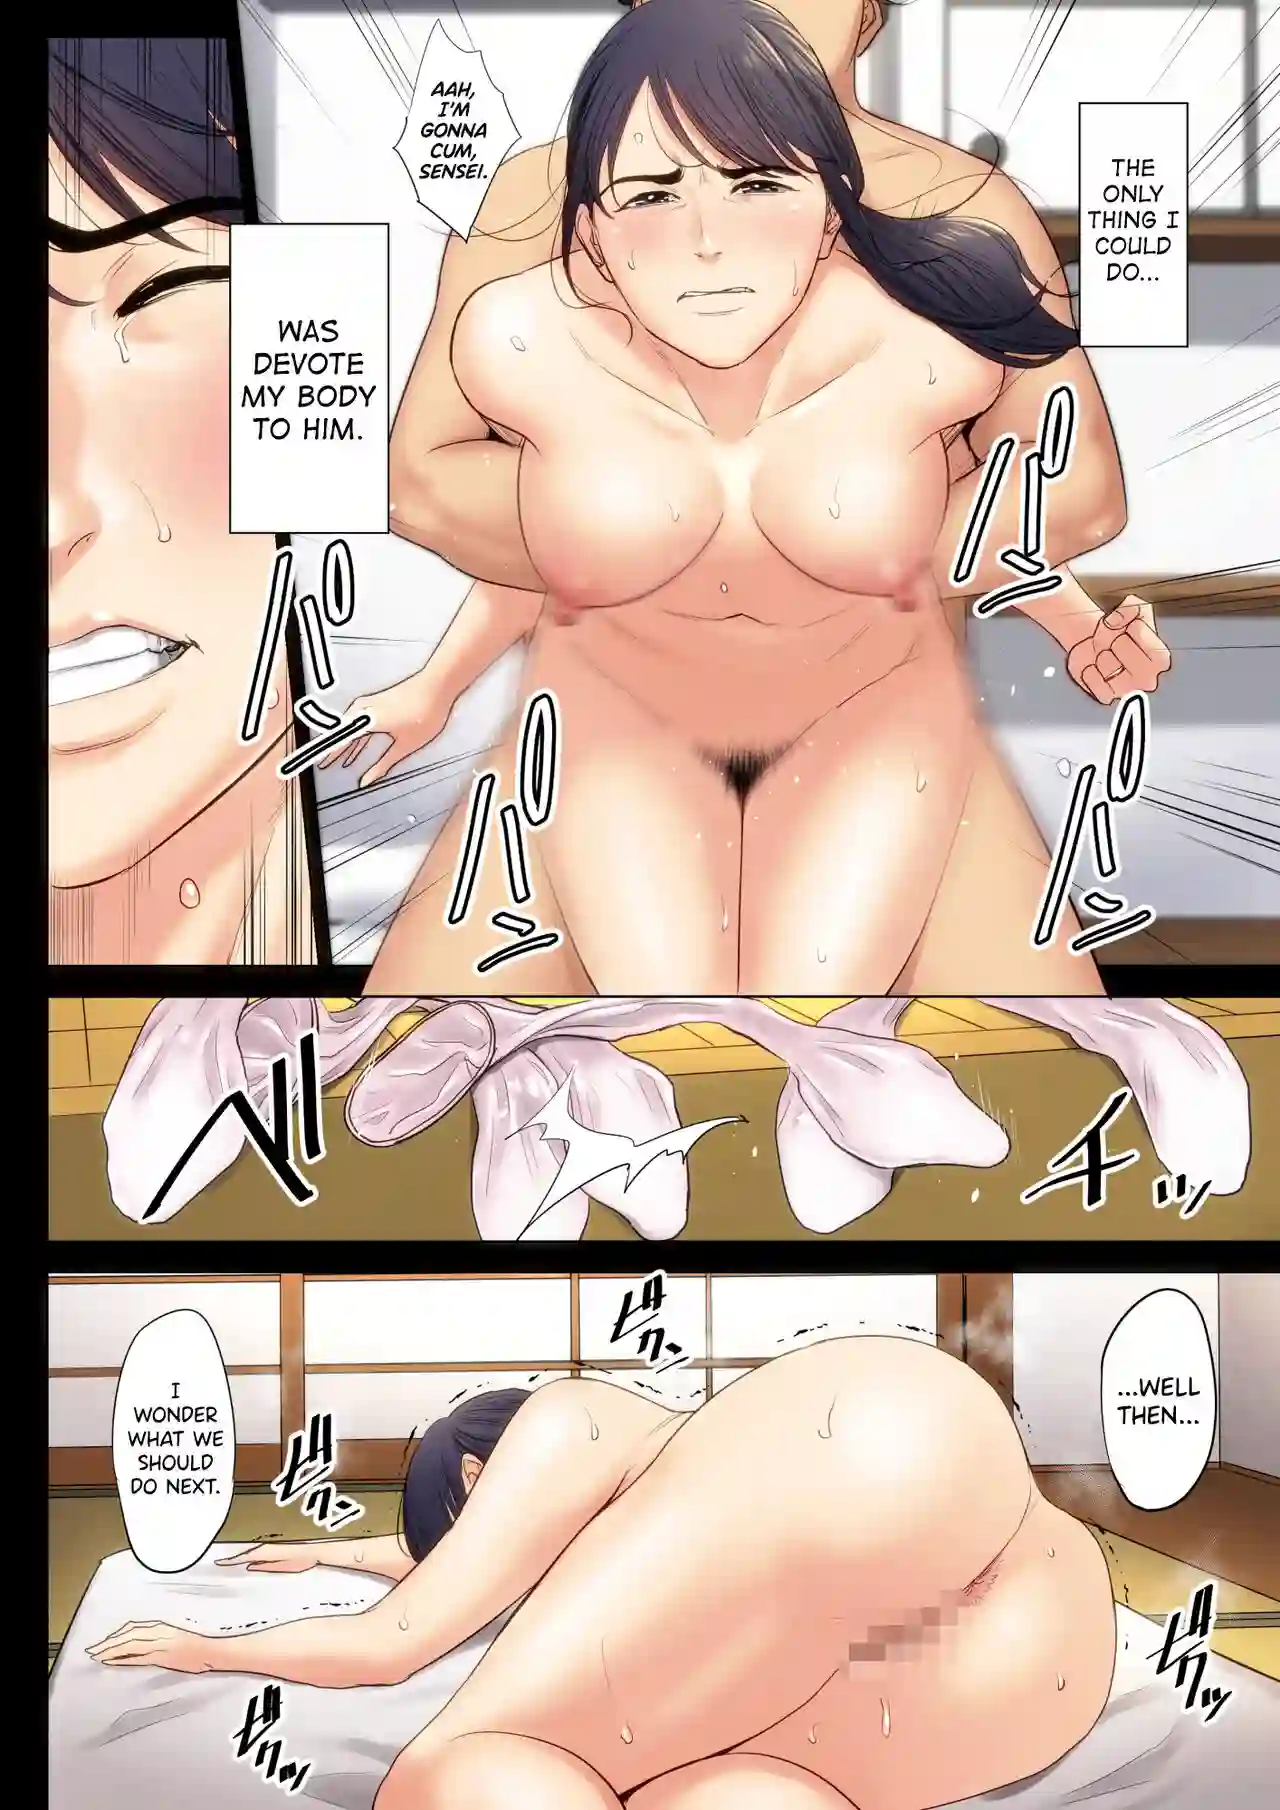 THE
ONLY
THING I
COULD
DO...
AAH,
I'M
GONNA
CUM,
SENSEI.
WAS
DEVOTE
MY BODY
TO HIM.
パン
パン
パン
パン
ベ
チ
...WELL
THEN...
I
WONDER
WHAT WE
SHOULD
DO NEXT.
ビクン
ビクン
ビクッ
ビクン